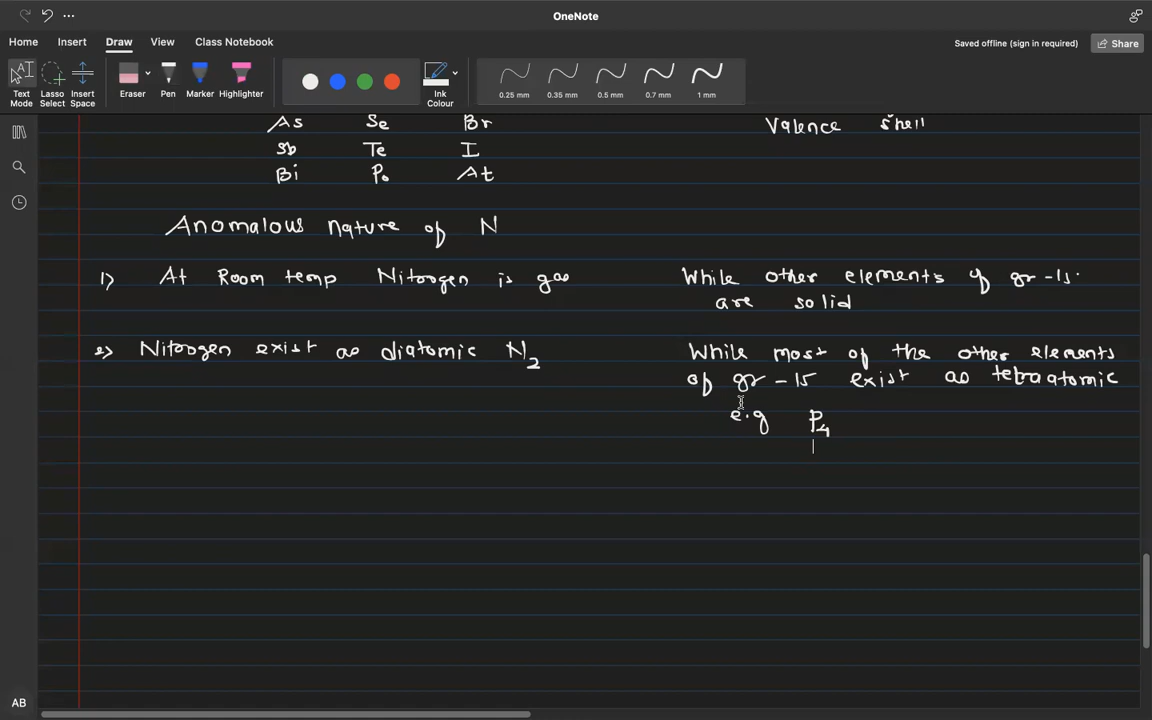 OneNote
Home Insert Draw View Class Notebook
Saved offline (sign in required) Share
Text Mode
Lasso Select
Insert Space
Eraser
Pen
Marker
Highlighter
Ink Colour
0.25 mm 0.35 mm 0.5 mm 0.7 mm 1 mm
As Se Br
Valence shell
Sb Te I
Bi Po At
Anomalous nature of N
1) At Room temp Nitrogen is gas
While other elements of gr -15.
are solid
2) Nitrogen exist as diatomic N2
While most of the other elements
of gr -15 exist as tetraatomic
e.g P4
AB